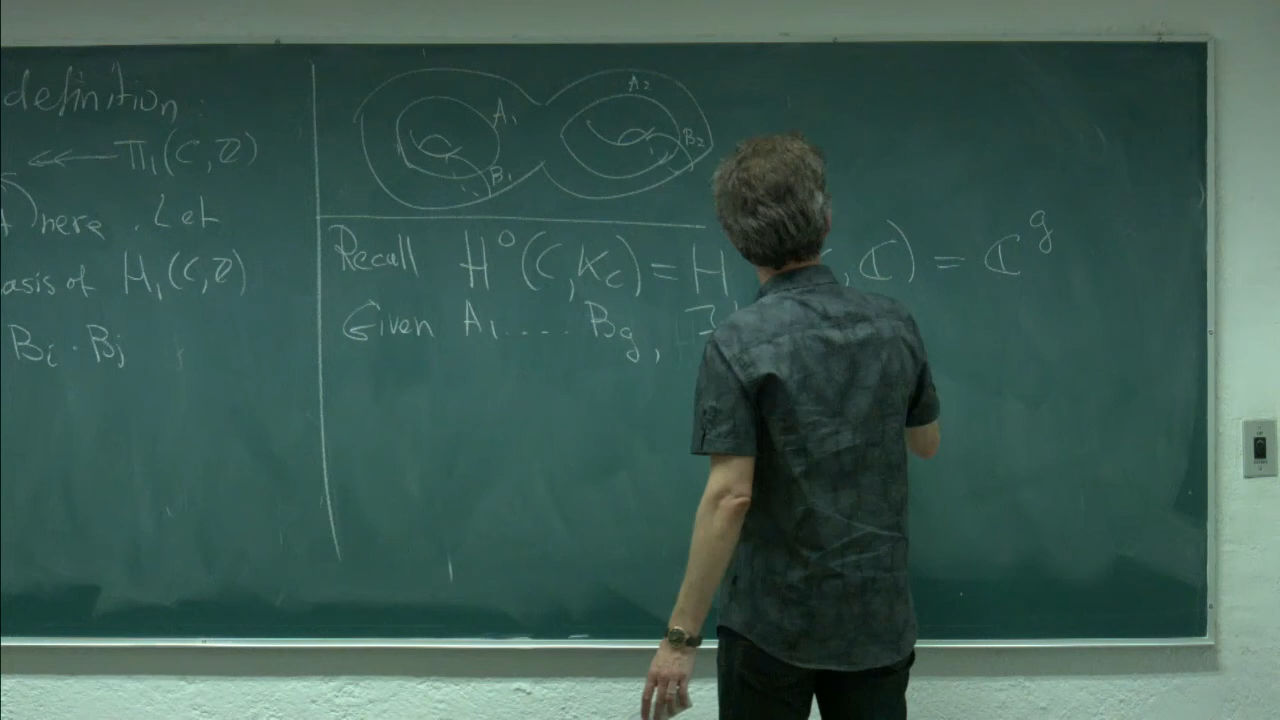 definition:
↞ Π₁(C,Z)
here. Let
asis of H₁(C,Z)
Bᵢ · Bⱼ
A₁ A₂
B₁ B₂
Recall H⁰(C, K_C) = H , ℂ) = ℂᵍ
Given A₁ .... B_g, ∃